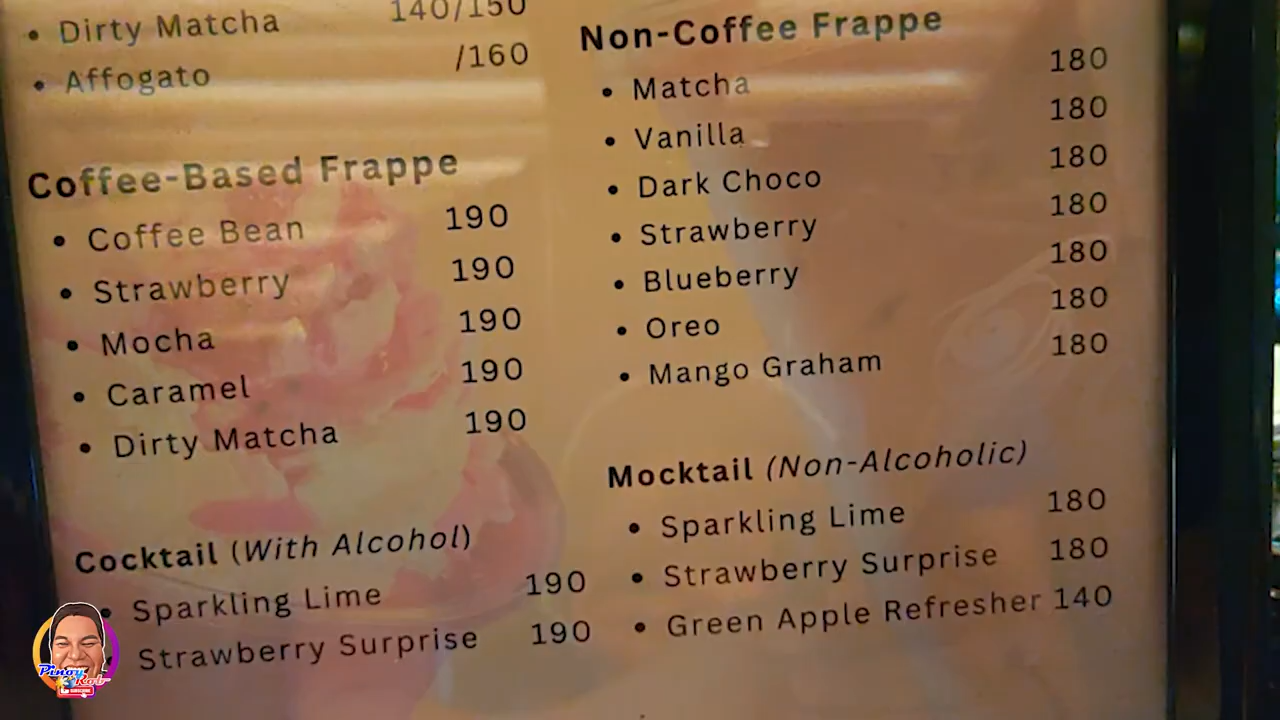 • Dirty Matcha 140/150
• Affogato /160
Coffee-Based Frappe
• Coffee Bean 190
• Strawberry 190
• Mocha 190
• Caramel 190
• Dirty Matcha 190
Cocktail (With Alcohol)
• Sparkling Lime 190
Strawberry Surprise 190
Non-Coffee Frappe
• Matcha 180
• Vanilla 180
• Dark Choco 180
• Strawberry 180
• Blueberry 180
• Oreo 180
• Mango Graham 180
Mocktail (Non-Alcoholic)
• Sparkling Lime 180
• Strawberry Surprise 180
• Green Apple Refresher 140
Pinoy
Rob
SUBSCRIBE